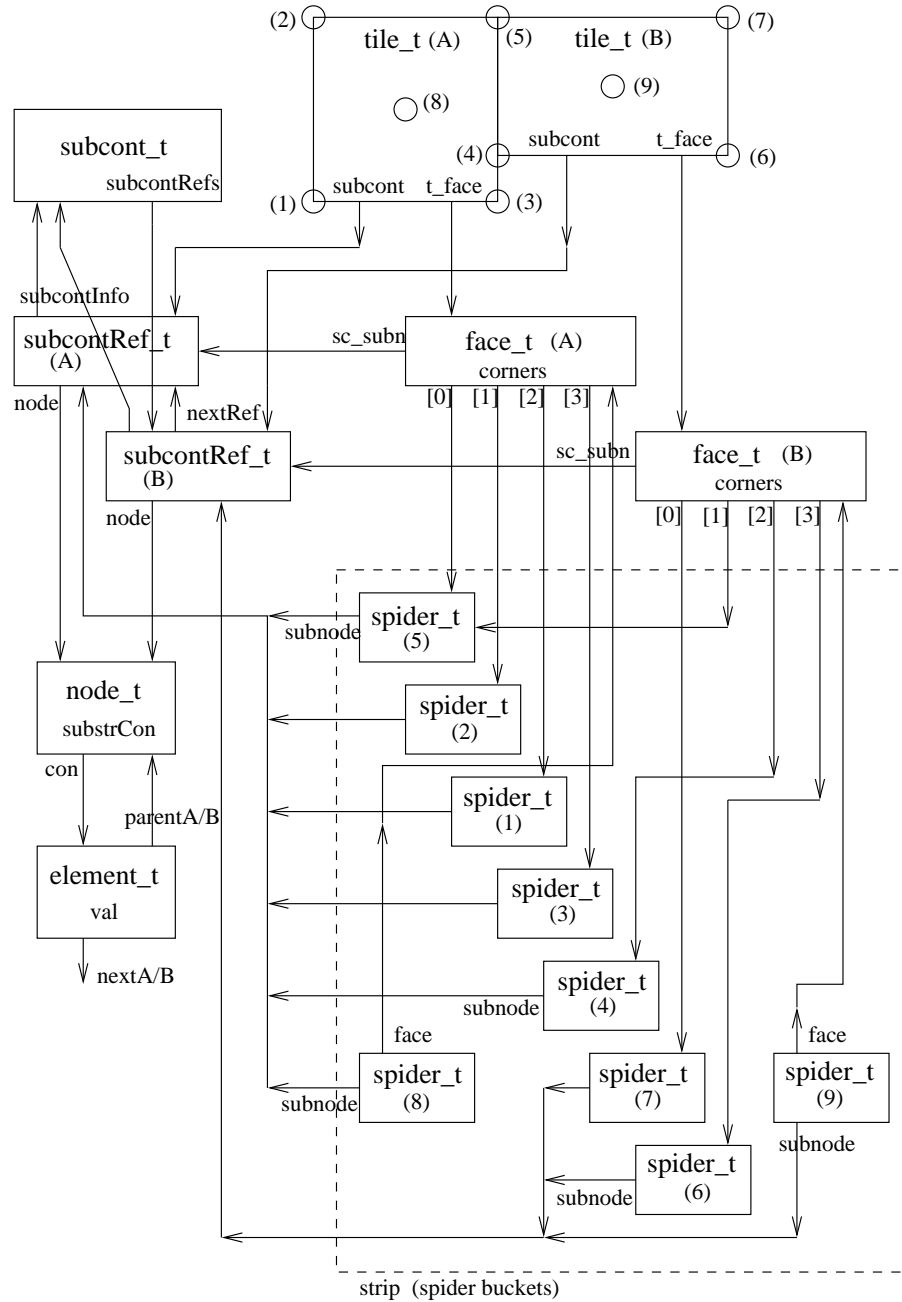 (2)
tile_t (A)
(5)
tile_t (B)
(7)
(8)
(9)
subcont_t
subcontRefs
(4)
subcont
t_face
(6)
(1)
subcont
t_face
(3)
subcontInfo
subcontRef_t
(A)
sc_subn
face_t (A)
corners
node
nextRef
[0]
[1]
[2]
[3]
subcontRef_t
(B)
sc_subn
face_t (B)
corners
node
[0]
[1]
[2]
[3]
subnode
spider_t
(5)
node_t
substrCon
spider_t
(2)
con
parentA/B
spider_t
(1)
element_t
val
spider_t
(3)
nextA/B
subnode
spider_t
(4)
face
face
subnode
spider_t
(8)
spider_t
(7)
spider_t
(9)
subnode
subnode
spider_t
(6)
strip (spider buckets)